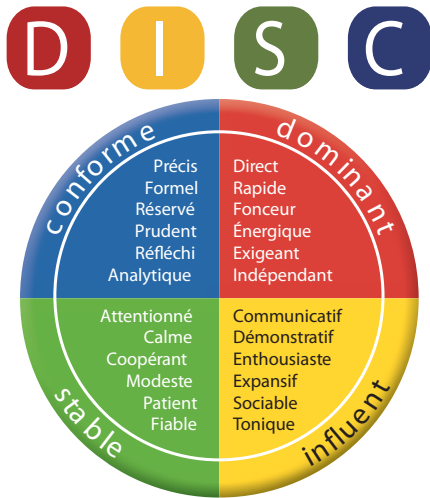 D I S C
conforme
Précis
Formel
Réservé
Prudent
Réfléchi
Analytique
dominant
Direct
Rapide
Fonceur
Énergique
Exigeant
Indépendant
Attentionné
Calme
Coopérant
Modeste
Patient
Fiable
stable
Communicatif
Démonstratif
Enthousiaste
Expansif
Sociable
Tonique
influent